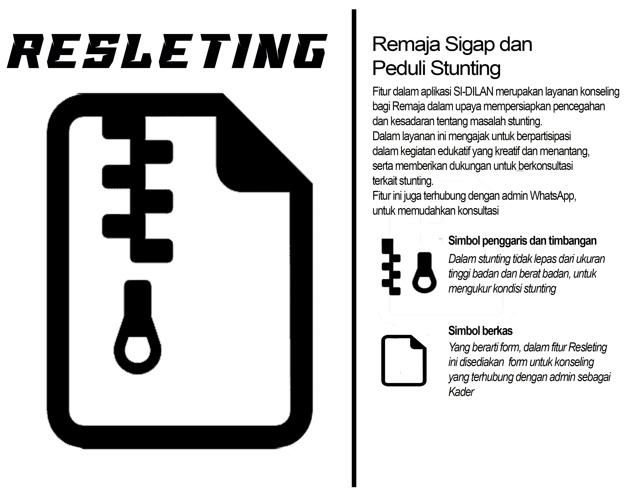 RESLETING
Remaja Sigap dan
Peduli Stunting
Fitur dalam aplikasi SI-DILAN merupakan layanan konseling
bagi Remaja dalam upaya mempersiapkan pencegahan
dan kesadaran tentang masalah stunting.
Dalam layanan ini mengajak untuk berpartisipasi
dalam kegiatan edukatif yang kreatif dan menantang,
serta memberikan dukungan untuk berkonsultasi
terkait stunting.
Fitur ini juga terhubung dengan admin WhatsApp,
untuk memudahkan konsultasi
Simbol penggaris dan timbangan
Dalam stunting tidak lepas dari ukuran
tinggi badan dan berat badan, untuk
mengukur kondisi stunting
Simbol berkas
Yang berarti form, dalam fitur Resleting
ini disediakan form untuk konseling
yang terhubung dengan admin sebagai
Kader